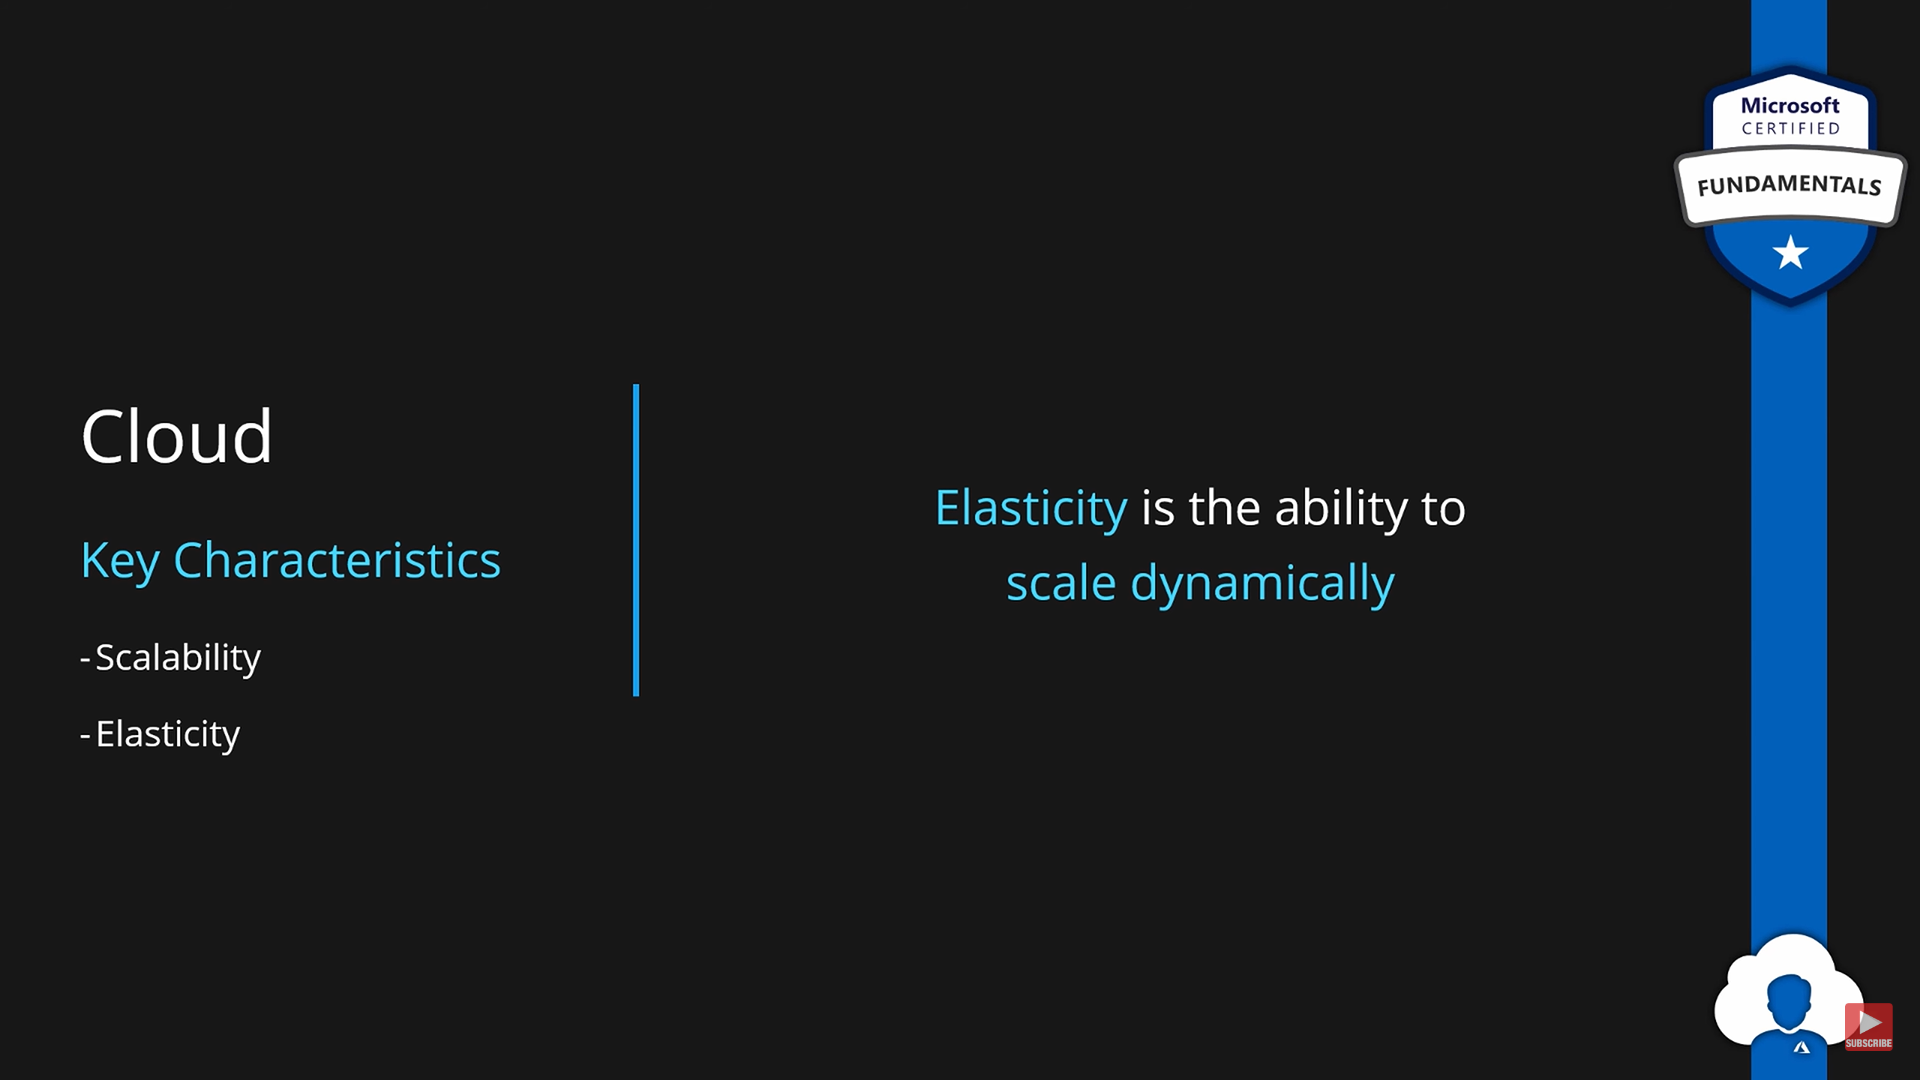 Microsoft
CERTIFIED
FUNDAMENTALS
Cloud
Key Characteristics
- Scalability
- Elasticity
Elasticity is the ability to
scale dynamically
SUBSCRIBE